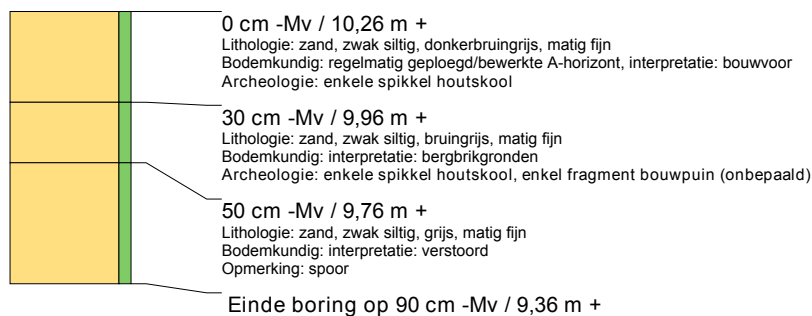 0 cm -Mv / 10,26 m +
Lithologie: zand, zwak siltig, donkerbruingrijs, matig fijn
Bodemkundig: regelmatig geploegd/bewerkte A-horizont, interpretatie: bouwvoor
Archeologie: enkele spikkel houtskool
30 cm -Mv / 9,96 m +
Lithologie: zand, zwak siltig, bruingrijs, matig fijn
Bodemkundig: interpretatie: bergbrikgronden
Archeologie: enkele spikkel houtskool, enkel fragment bouwpuin (onbepaald)
50 cm -Mv / 9,76 m +
Lithologie: zand, zwak siltig, grijs, matig fijn
Bodemkundig: interpretatie: verstoord
Opmerking: spoor
Einde boring op 90 cm -Mv / 9,36 m +